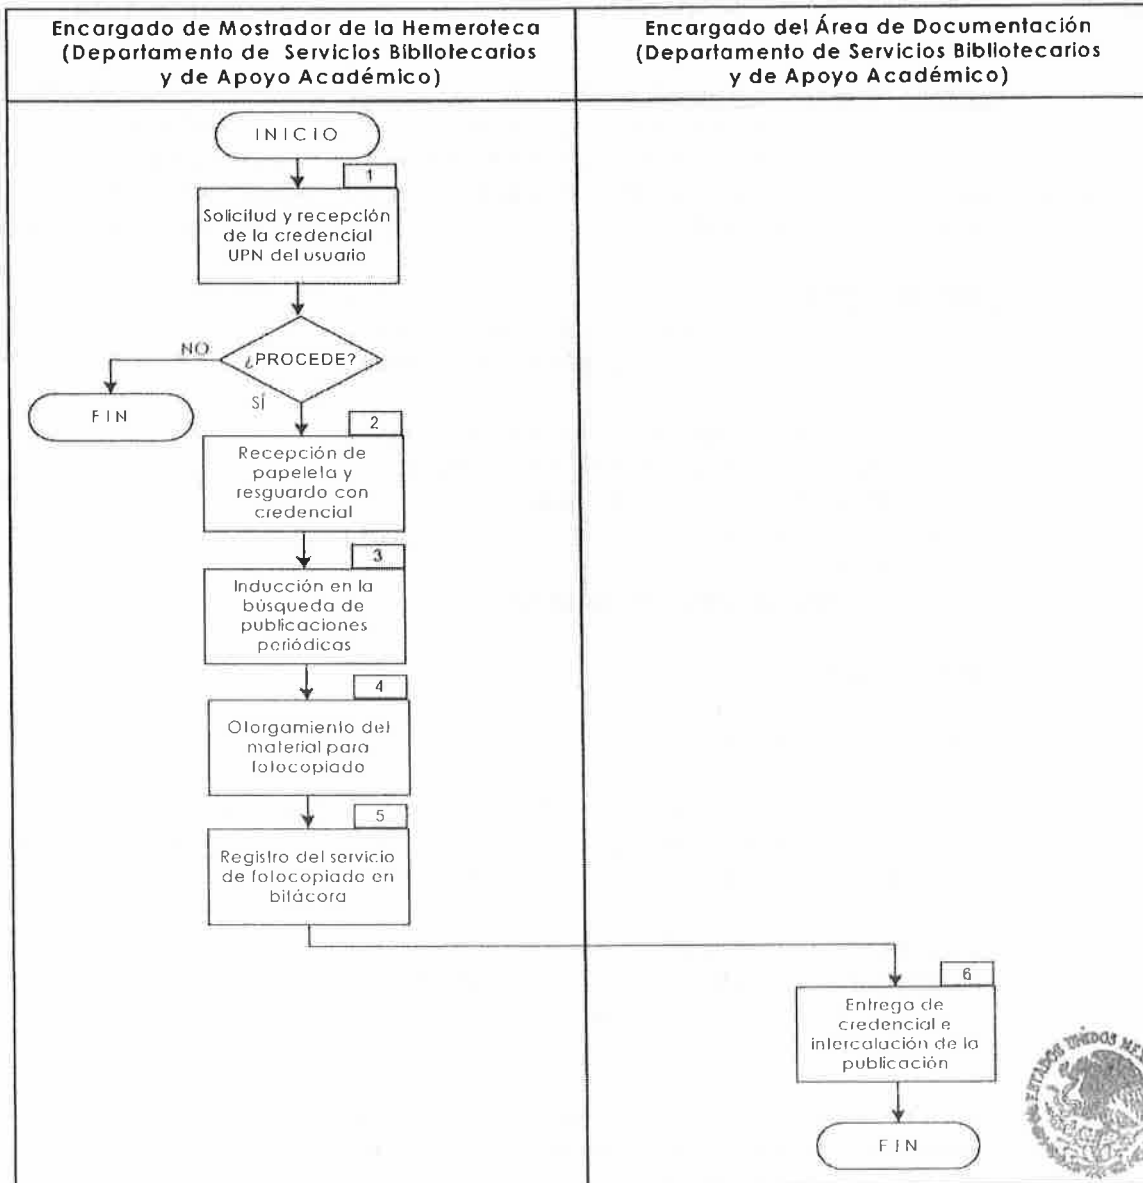 Encargado de Mostrador de la Hemeroteca
(Departamento de Servicios Bibliotecarios
y de Apoyo Académico)
Encargado del Área de Documentación
(Departamento de Servicios Bibliotecarios
y de Apoyo Académico)
INICIO
1
Solicitud y recepción
de la credencial
UPN del usuario
¿PROCEDE?
NO
FIN
SÍ
2
Recepción de
papeleta y
resguardo con
credencial
3
Inducción en la
búsqueda de
publicaciones
periódicas
4
Otorgamiento del
material para
fotocopiado
5
Registro del servicio
de fotocopiado en
bitácora
6
Entrega de
credencial e
intercalación de la
publicación
FIN
ESTADOS UNIDOS